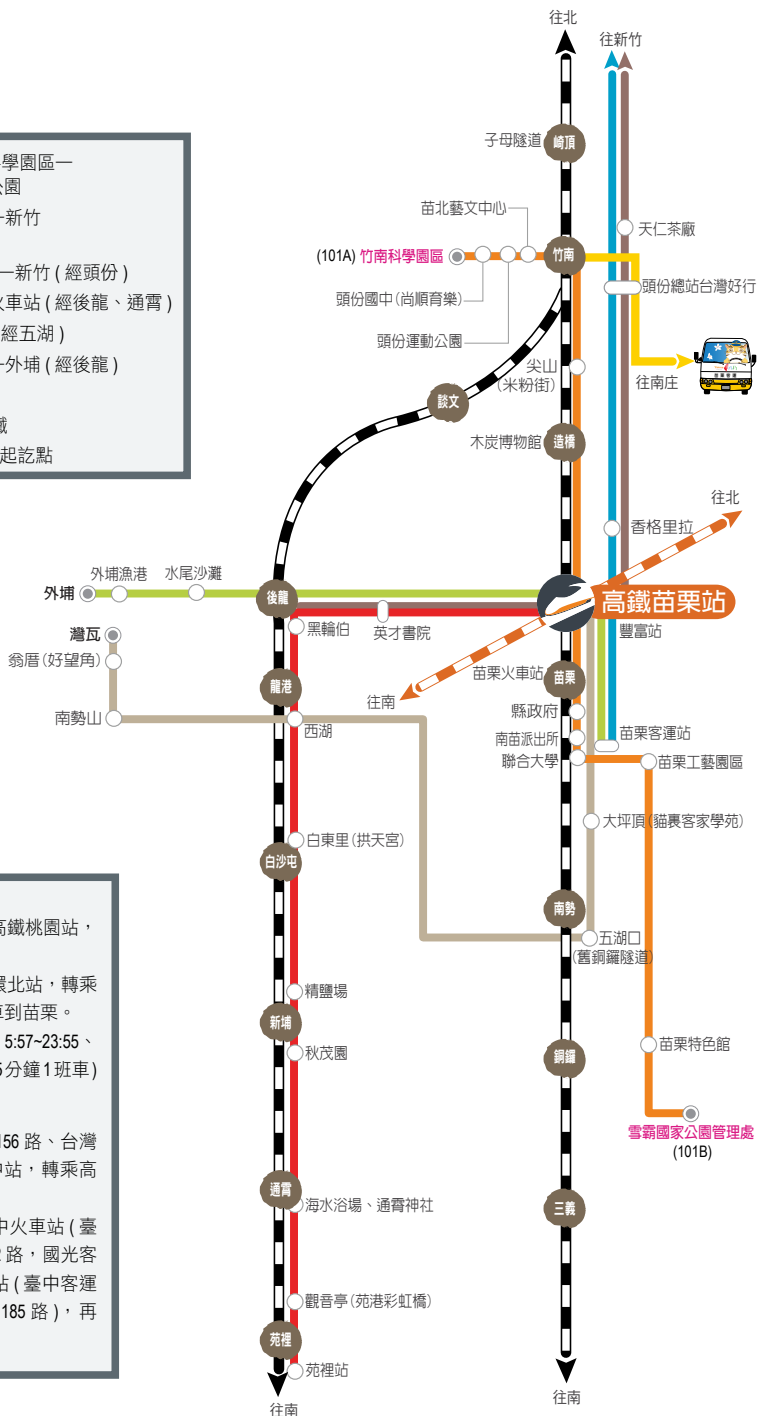 學園區一
公園
新竹
一新竹 ( 經頭份 )
火車站 ( 經後龍、通霄 )
經五湖 )
外埔 ( 經後龍 )
鐵
起訖點
往北
往新竹
子母隧道
崎頂
苗北藝文中心
天仁茶廠
(101A) 竹南科學園區
竹南
頭份國中(尚順育樂)
頭份總站台灣好行
頭份運動公園
尖山
(米粉街)
往南庄
談文
木炭博物館
造橋
往北
香格里拉
外埔
外埔漁港
水尾沙灘
後龍
高鐵苗栗站
灣瓦
黑輪伯
英才書院
豐富站
翁厝(好望角)
苗栗火車站
苗栗
龍港
往南
縣政府
南勢山
西湖
南苗派出所
苗栗客運站
聯合大學
苗栗工藝園區
大坪頂(貓裏客家學苑)
白東里(拱天宮)
白沙屯
高鐵桃園站，
環北站，轉乘
車到苗栗。
5:57~23:55、
5分鐘1班車)
156 路、台灣
中站，轉乘高
中火車站 ( 臺
路，國光客
站 ( 臺中客運
185 路 )，再
南勢
五湖口
(舊銅鑼隧道)
精鹽場
新埔
秋茂園
銅鑼
苗栗特色館
雪霸國家公園管理處
(101B)
通霄
海水浴場、通霄神社
三義
觀音亭(苑港彩虹橋)
苑裡
苑裡站
往南
往南